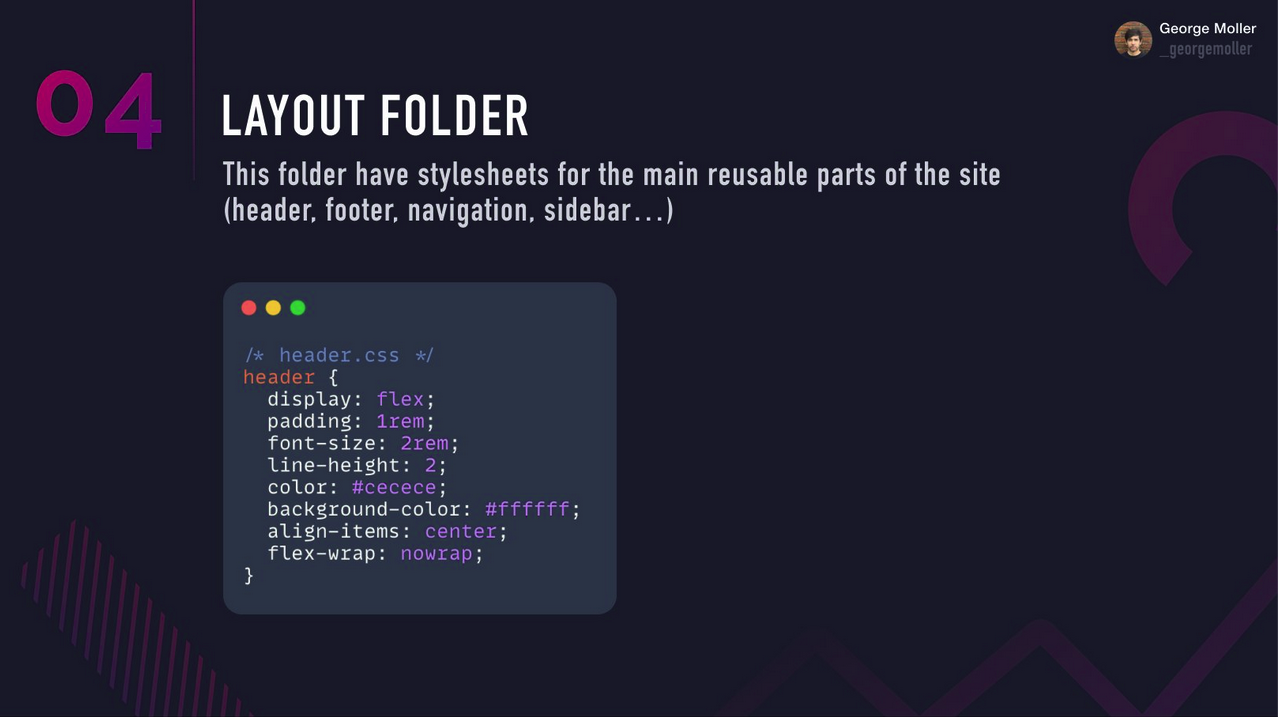 George Moller
_georgemoller
04
LAYOUT FOLDER
This folder have stylesheets for the main reusable parts of the site
(header, footer, navigation, sidebar...)
/* header.css */
header {
  display: flex;
  padding: 1rem;
  font-size: 2rem;
  line-height: 2;
  color: #cecece;
  background-color: #ffffff;
  align-items: center;
  flex-wrap: nowrap;
}